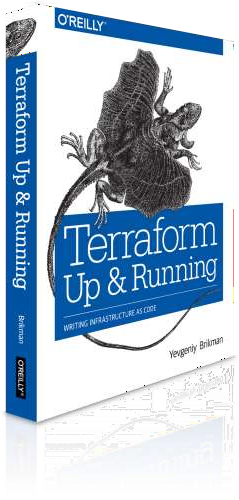 O'REILLY®
Terraform
Up & Running
WRITING INFRASTRUCTURE AS CODE
Yevgeniy Brikman
Terraform Up & Running
Brikman
O'REILLY®